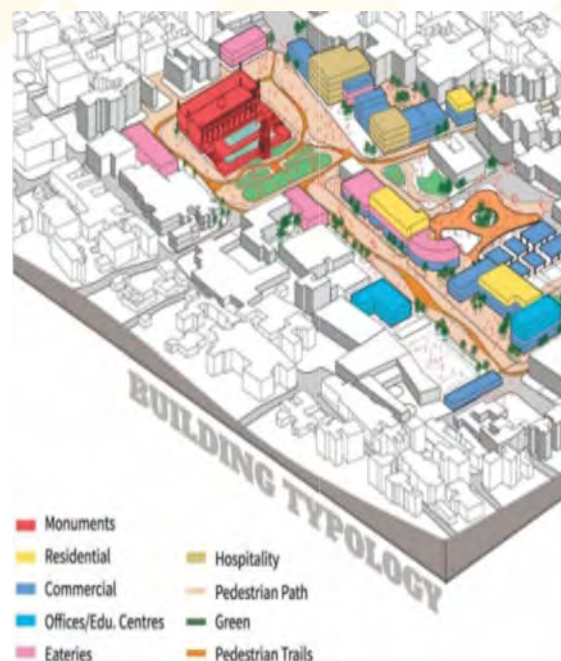 BUILDING TYPOLOGY
Monuments
Residential
Commercial
Offices/Edu. Centres
Eateries
Hospitality
Pedestrian Path
Green
Pedestrian Trails